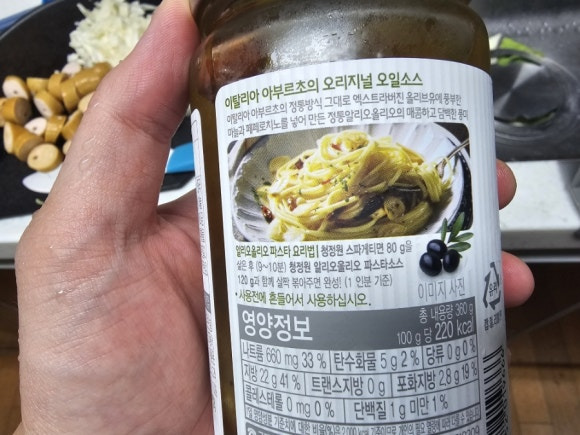 이탈리아 아부르쵸의 오리지널 오일소스
이탈리아 아부르쵸의 정통방식 그대로 엑스트라버진 올리브유에 풍부한
마늘과 페페로치노를 넣어 만든 정통알리오올리오의 매콤하고 담백한 풍미
알리오올리오 파스타 요리법 | 청정원 스파게티면 80 g을
삶은 후 (9~10분) 청정원 알리오올리오 파스타소스
120 g과 함께 살짝 볶아주면 완성! (1 인분 기준)
• 사용전에 흔들어서 사용하십시오.
이미지 사진
영양정보
총 내용량 360 g
100 g 당 220 kcal
나트륨 660 mg 33 % 탄수화물 5 g 2 % 당류 0 g 0 %
지방 22 g 41 % 트랜스지방 0 g 포화지방 2.8 g 19 %
콜레스테롤 0 mg 0 % 단백질 1 g 미만 1 %